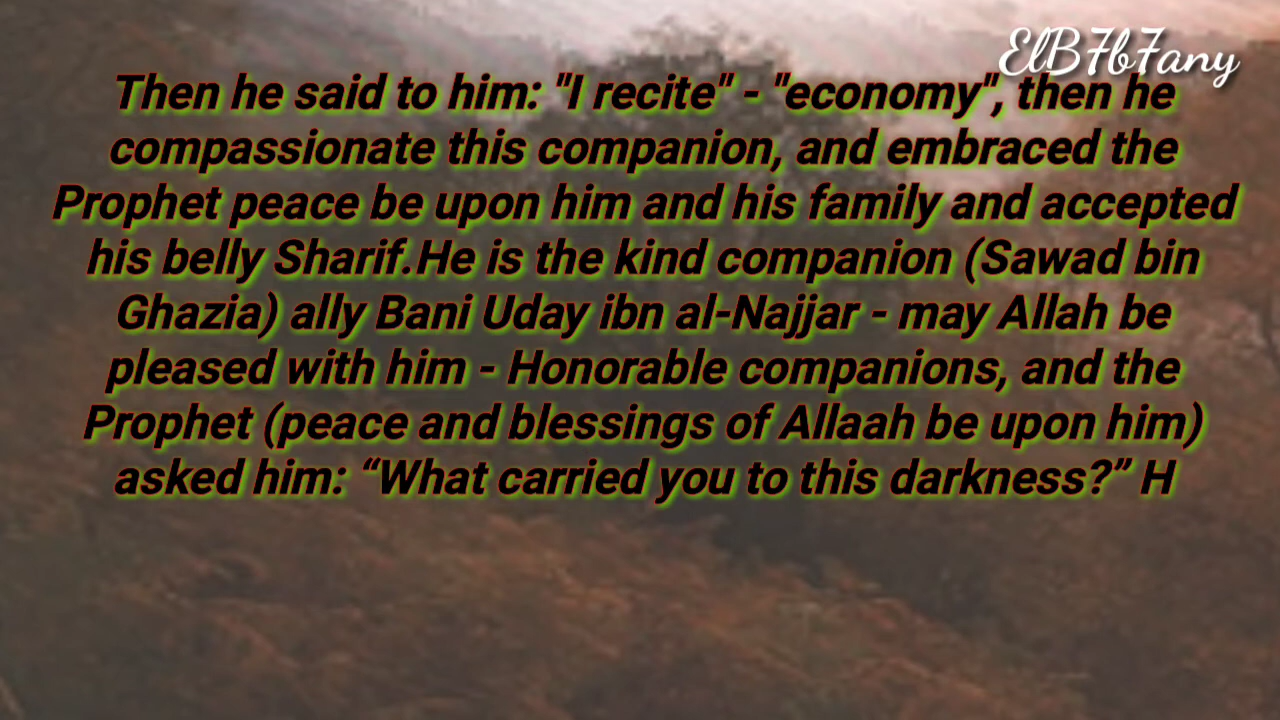 ElB7b7any
Then he said to him: "I recite" - "economy", then he
compassionate this companion, and embraced the
Prophet peace be upon him and his family and accepted
his belly Sharif.He is the kind companion (Sawad bin
Ghazia) ally Bani Uday ibn al-Najjar - may Allah be
pleased with him - Honorable companions, and the
Prophet (peace and blessings of Allaah be upon him)
asked him: “What carried you to this darkness?” H